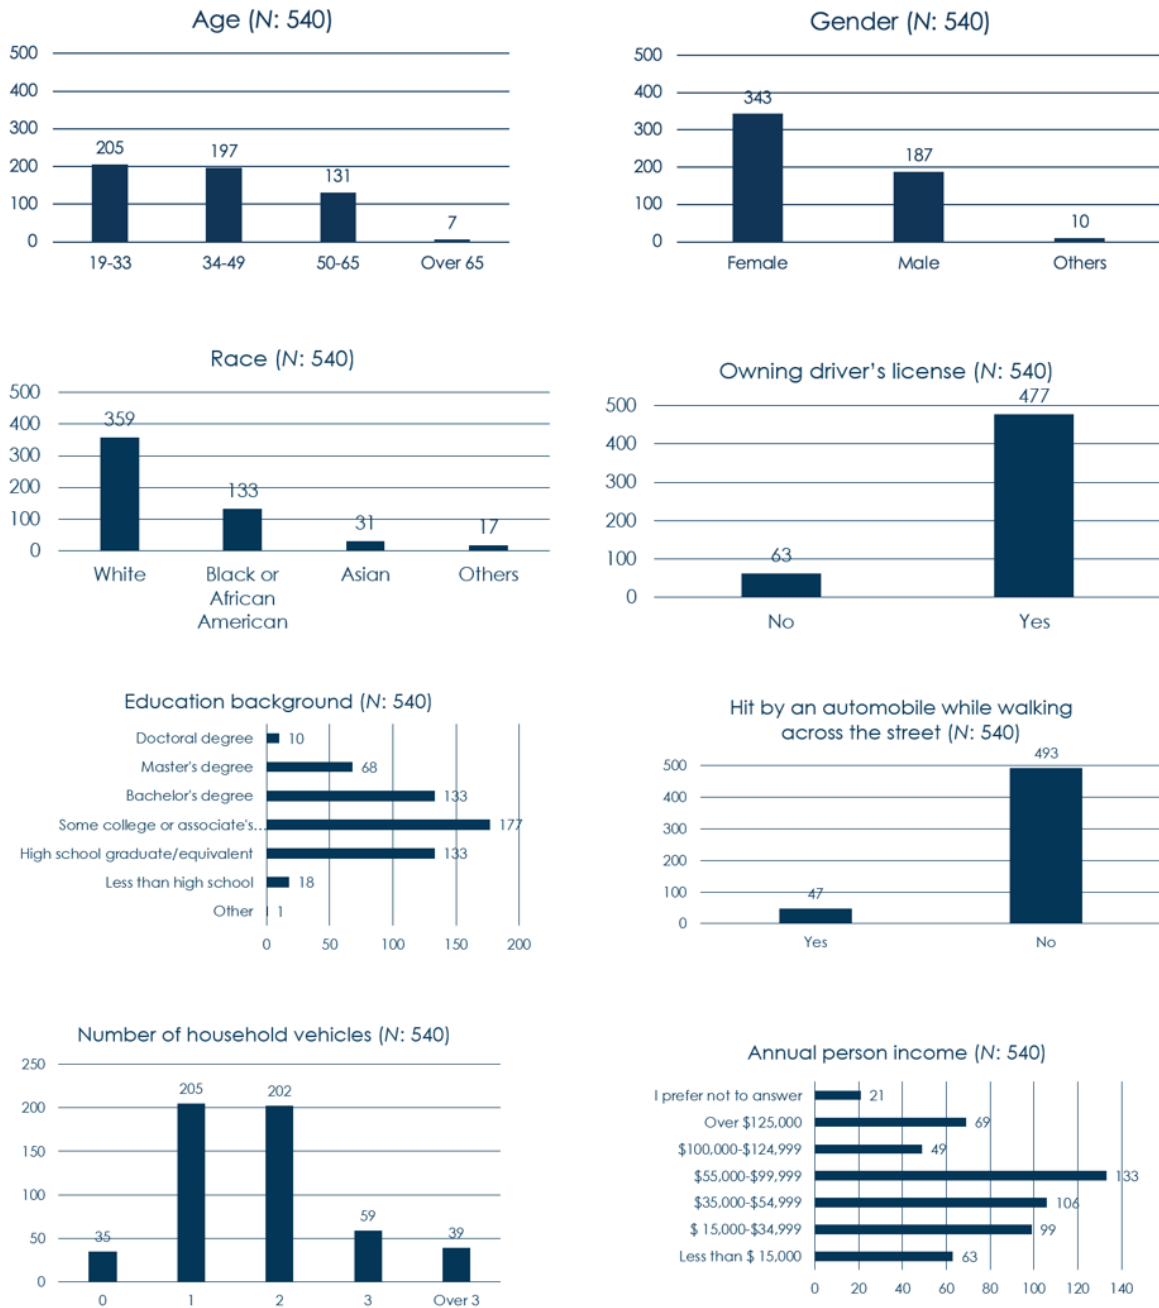 Age (N: 540)
500
400
300
200
100
0
205
197
131
7
19-33
34-49
50-65
Over 65
Gender (N: 540)
500
400
300
200
100
0
343
187
10
Female
Male
Others
Race (N: 540)
500
400
300
200
100
0
359
133
31
17
White
Black or
African
American
Asian
Others
Owning driver's license (N: 540)
500
400
300
200
100
0
63
477
No
Yes
Education background (N: 540)
Doctoral degree
10
Master's degree
68
Bachelor's degree
133
Some college or associate's...
177
High school graduate/equivalent
133
Less than high school
18
Other
1
0
50
100
150
200
Hit by an automobile while walking
across the street (N: 540)
500
400
300
200
100
0
47
493
Yes
No
Number of household vehicles (N: 540)
250
200
150
100
50
0
35
205
202
59
39
0
1
2
3
Over 3
Annual person income (N: 540)
I prefer not to answer
21
Over $125,000
69
$100,000-$124,999
49
$55,000-$99,999
133
$35,000-$54,999
106
$ 15,000-$34,999
99
Less than $ 15,000
63
0
20
40
60
80
100
120
140